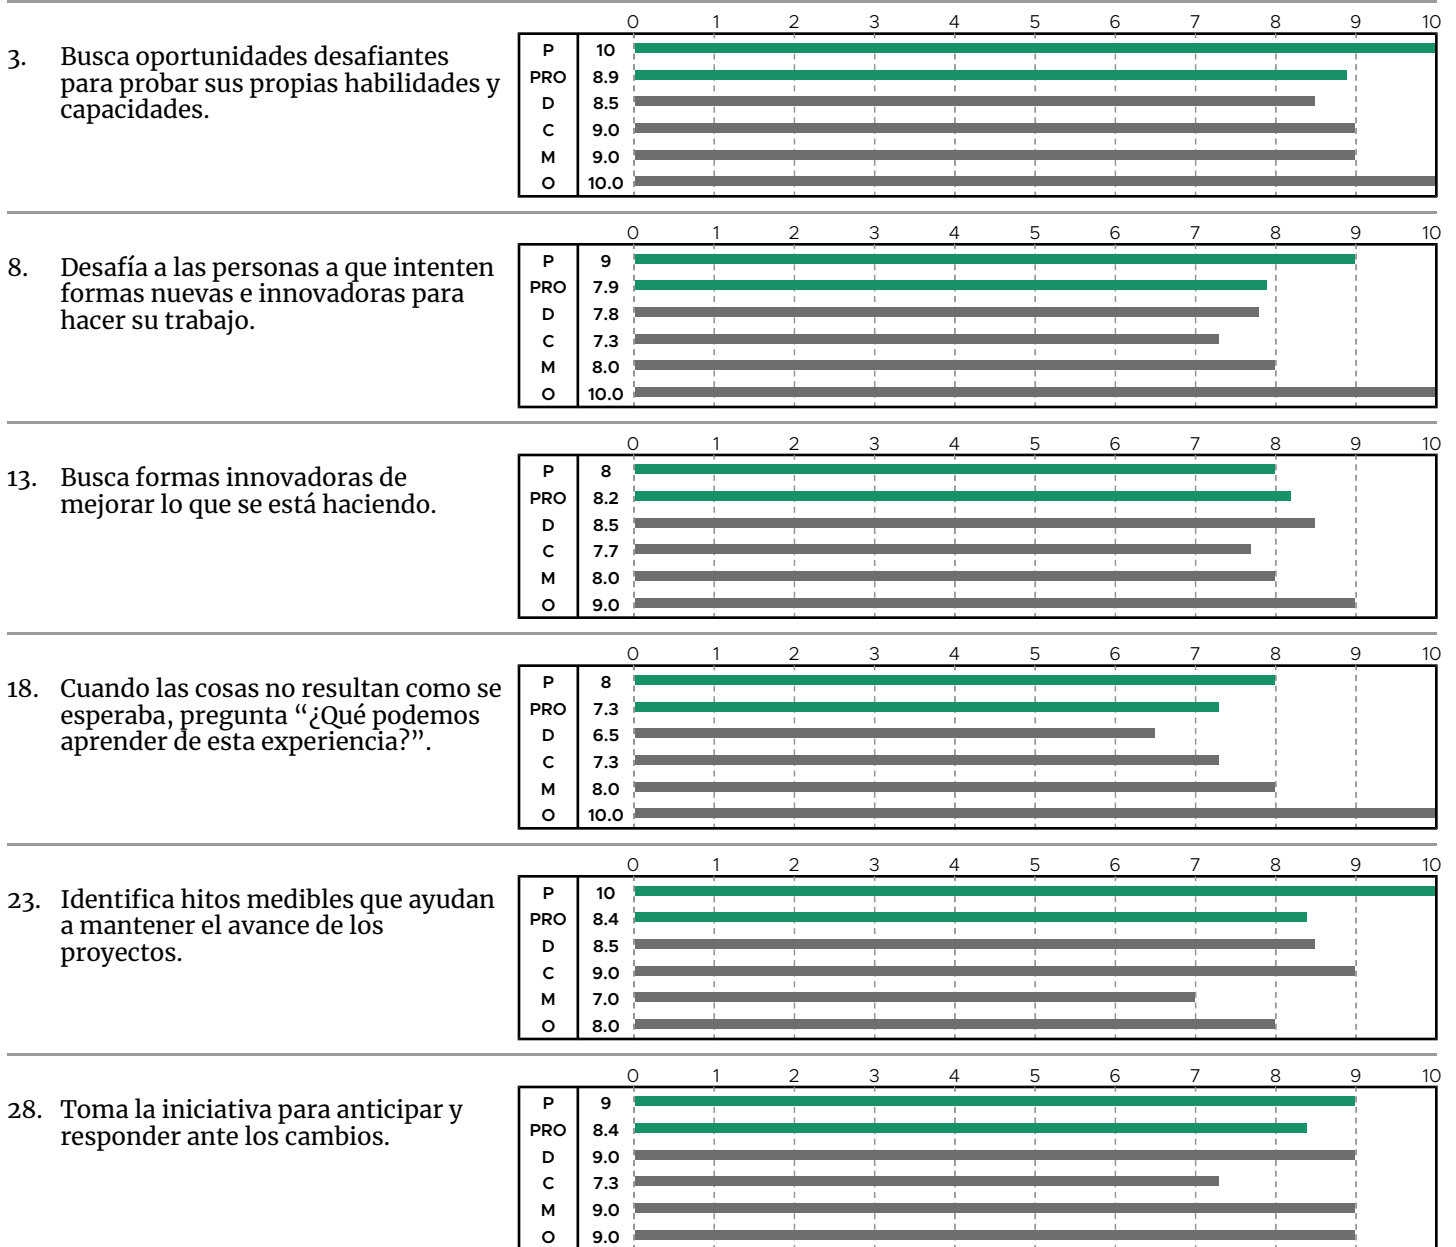 0 1 2 3 4 5 6 7 8 9 10
3. Busca oportunidades desafiantes
para probar sus propias habilidades y
capacidades.
P 10
PRO 8.9
D 8.5
C 9.0
M 9.0
O 10.0
0 1 2 3 4 5 6 7 8 9 10
8. Desafía a las personas a que intenten
formas nuevas e innovadoras para
hacer su trabajo.
P 9
PRO 7.9
D 7.8
C 7.3
M 8.0
O 10.0
0 1 2 3 4 5 6 7 8 9 10
13. Busca formas innovadoras de
mejorar lo que se está haciendo.
P 8
PRO 8.2
D 8.5
C 7.7
M 8.0
O 9.0
0 1 2 3 4 5 6 7 8 9 10
18. Cuando las cosas no resultan como se
esperaba, pregunta “¿Qué podemos
aprender de esta experiencia?”.
P 8
PRO 7.3
D 6.5
C 7.3
M 8.0
O 10.0
0 1 2 3 4 5 6 7 8 9 10
23. Identifica hitos medibles que ayudan
a mantener el avance de los
proyectos.
P 10
PRO 8.4
D 8.5
C 9.0
M 7.0
O 8.0
0 1 2 3 4 5 6 7 8 9 10
28. Toma la iniciativa para anticipar y
responder ante los cambios.
P 9
PRO 8.4
D 9.0
C 7.3
M 9.0
O 9.0